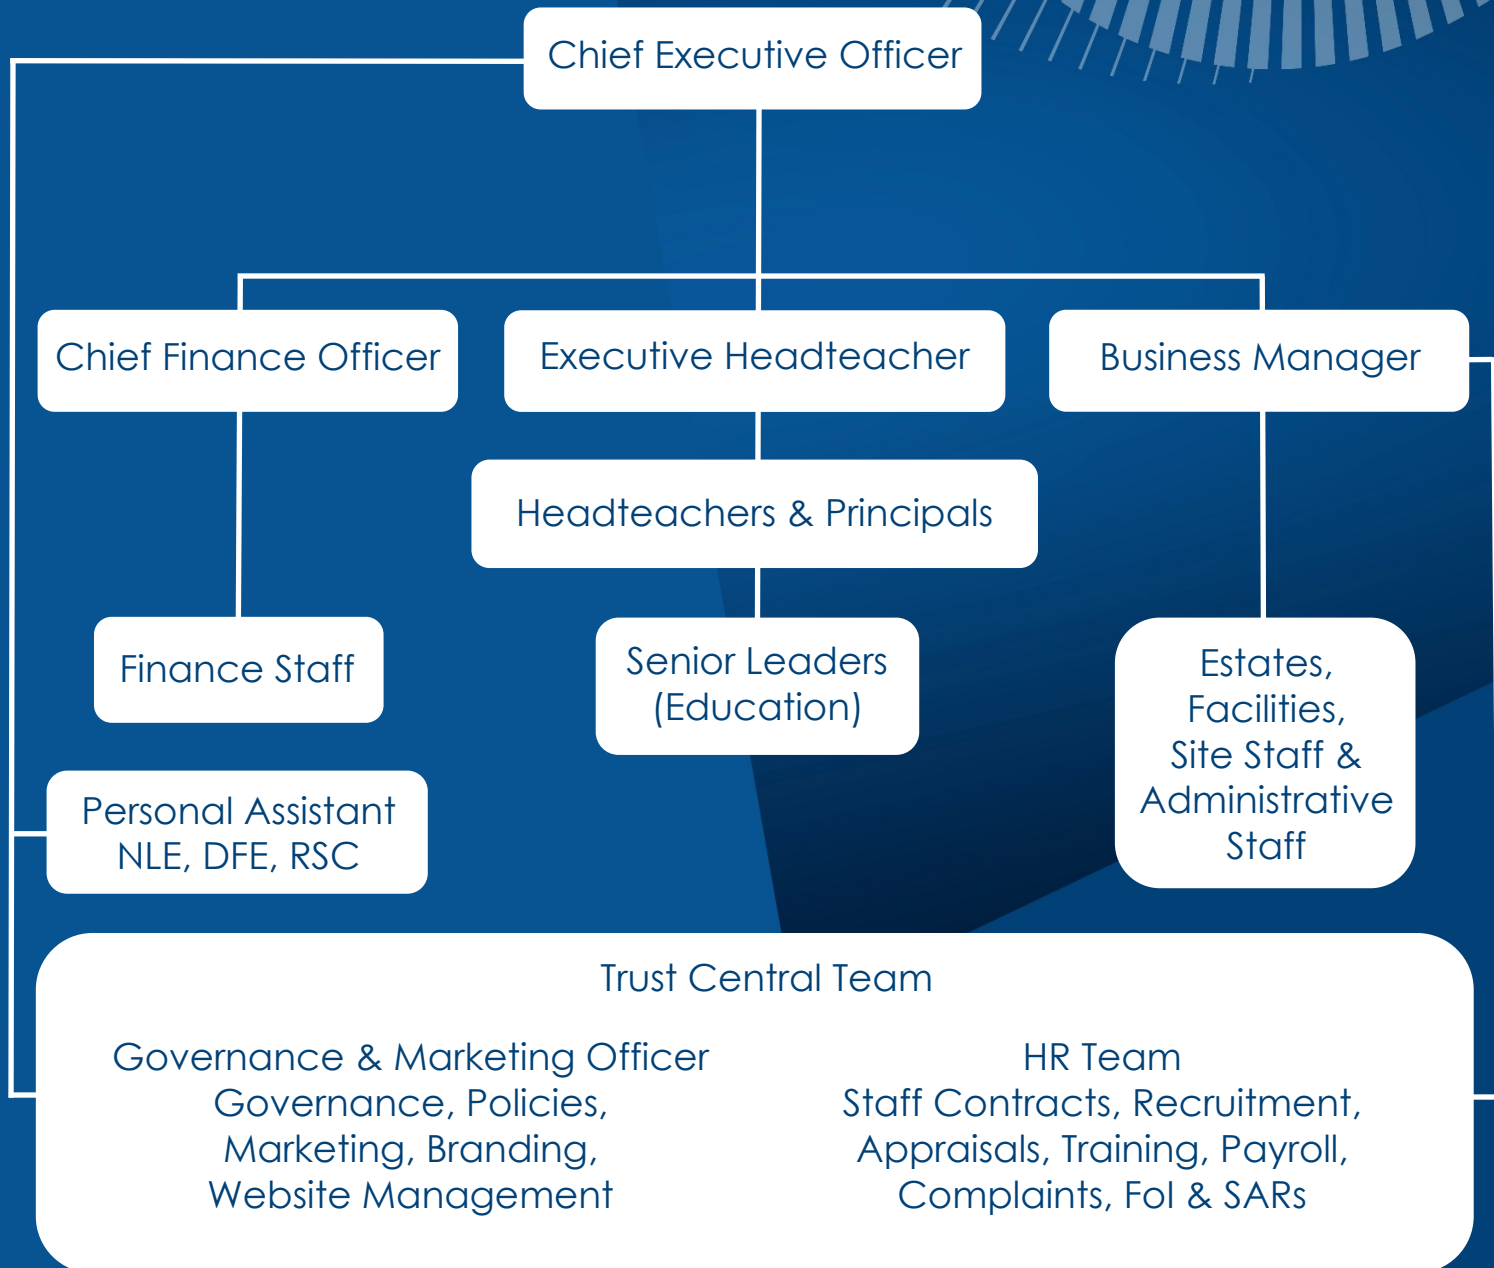 Chief Executive Officer
Chief Finance Officer
Executive Headteacher
Business Manager
Headteachers & Principals
Finance Staff
Senior Leaders
(Education)
Estates,
Facilities,
Site Staff &
Administrative
Staff
Personal Assistant
NLE, DFE, RSC
Trust Central Team
Governance & Marketing Officer
Governance, Policies,
Marketing, Branding,
Website Management
HR Team
Staff Contracts, Recruitment,
Appraisals, Training, Payroll,
Complaints, FoI & SARs